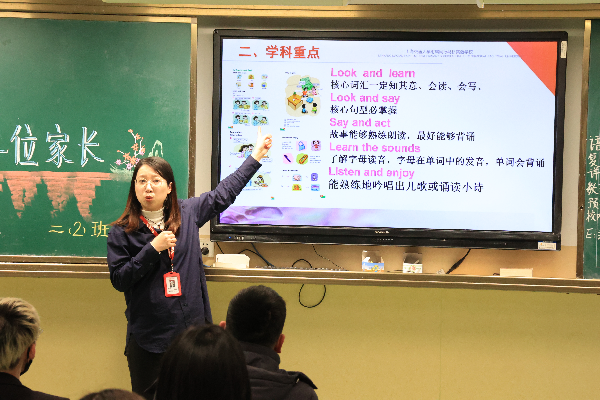 二、学科重点
Look and learn
核心词汇一定知其意、会读、会写。
Look and say
核心句型必掌握
Say and act
故事能够熟练朗读，最好能够背诵
Learn the sounds
了解字母读音，字母在单词中的发音，单词会背诵
Listen and enjoy
能熟练地吟唱出儿歌或诵读小诗
位家长
二(2)班